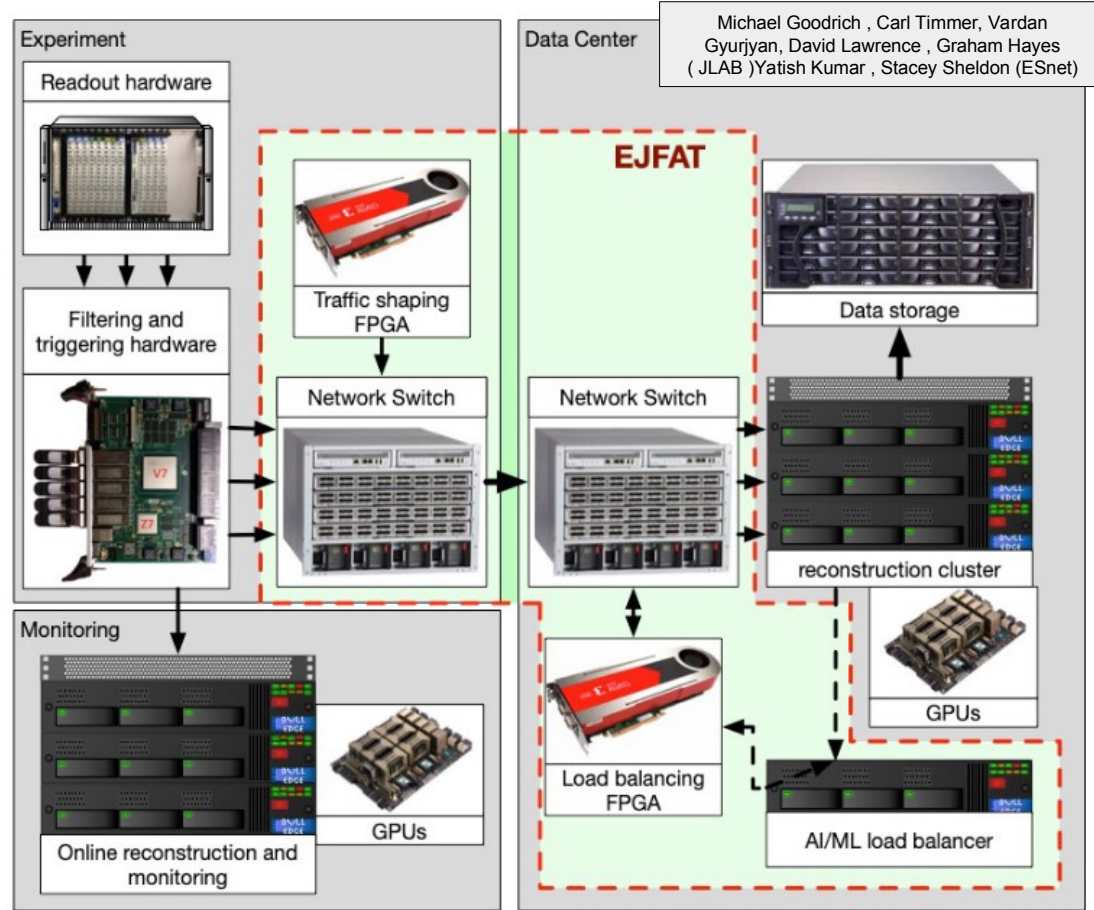 Michael Goodrich , Carl Timmer, Vardan
Gyurjyan, David Lawrence , Graham Hayes
( JLAB )Yatish Kumar , Stacey Sheldon (ESnet)
Experiment
Data Center
Readout hardware
EJFAT
Traffic shaping
FPGA
Data storage
Filtering and
triggering hardware
V7
Z7
Network Switch
Network Switch
reconstruction cluster
GPUs
Monitoring
GPUs
Online reconstruction and
monitoring
Load balancing
FPGA
AI/ML load balancer